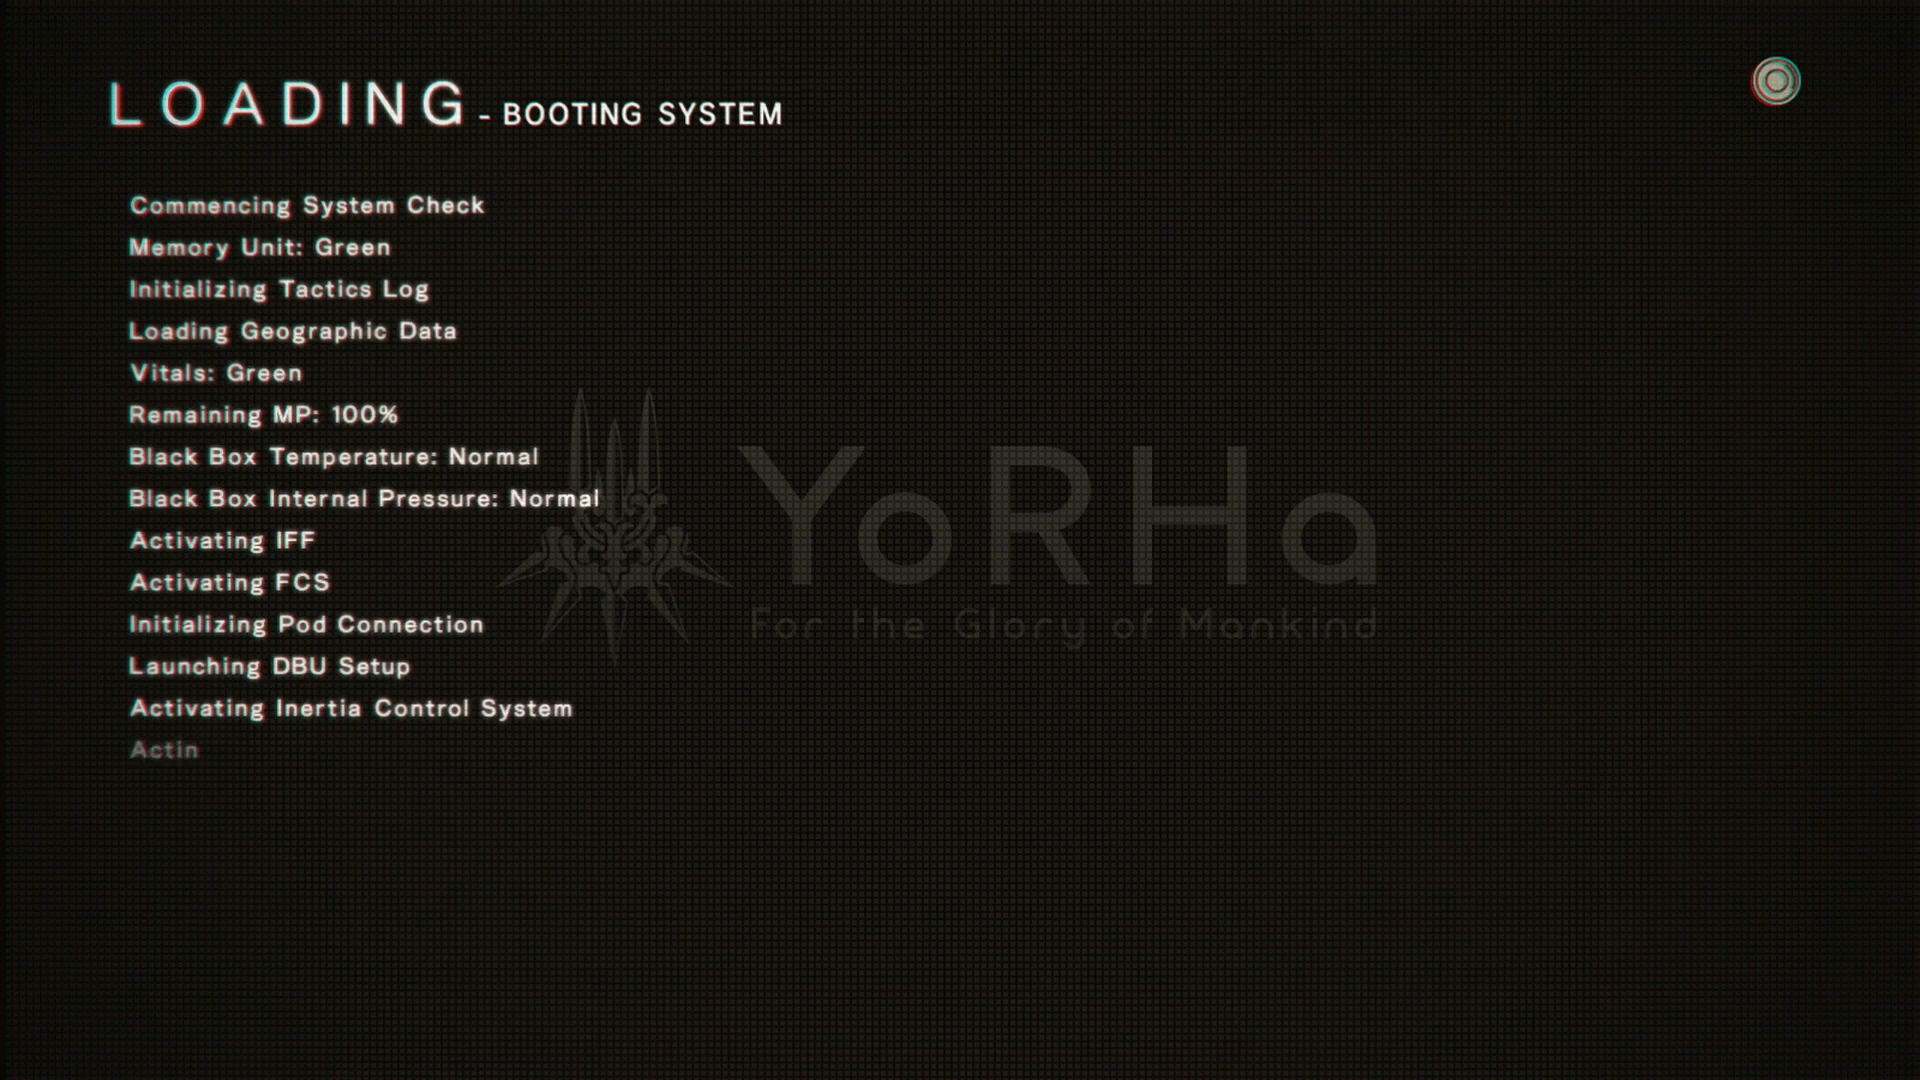 LOADING - BOOTING SYSTEM
Commencing System Check
Memory Unit: Green
Initializing Tactics Log
Loading Geographic Data
Vitals: Green
Remaining MP: 100%
Black Box Temperature: Normal
Black Box Internal Pressure: Normal
Activating IFF
Activating FCS
Initializing Pod Connection
Launching DBU Setup
Activating Inertia Control System
Actin
YoRHa
For the Glory of Mankind